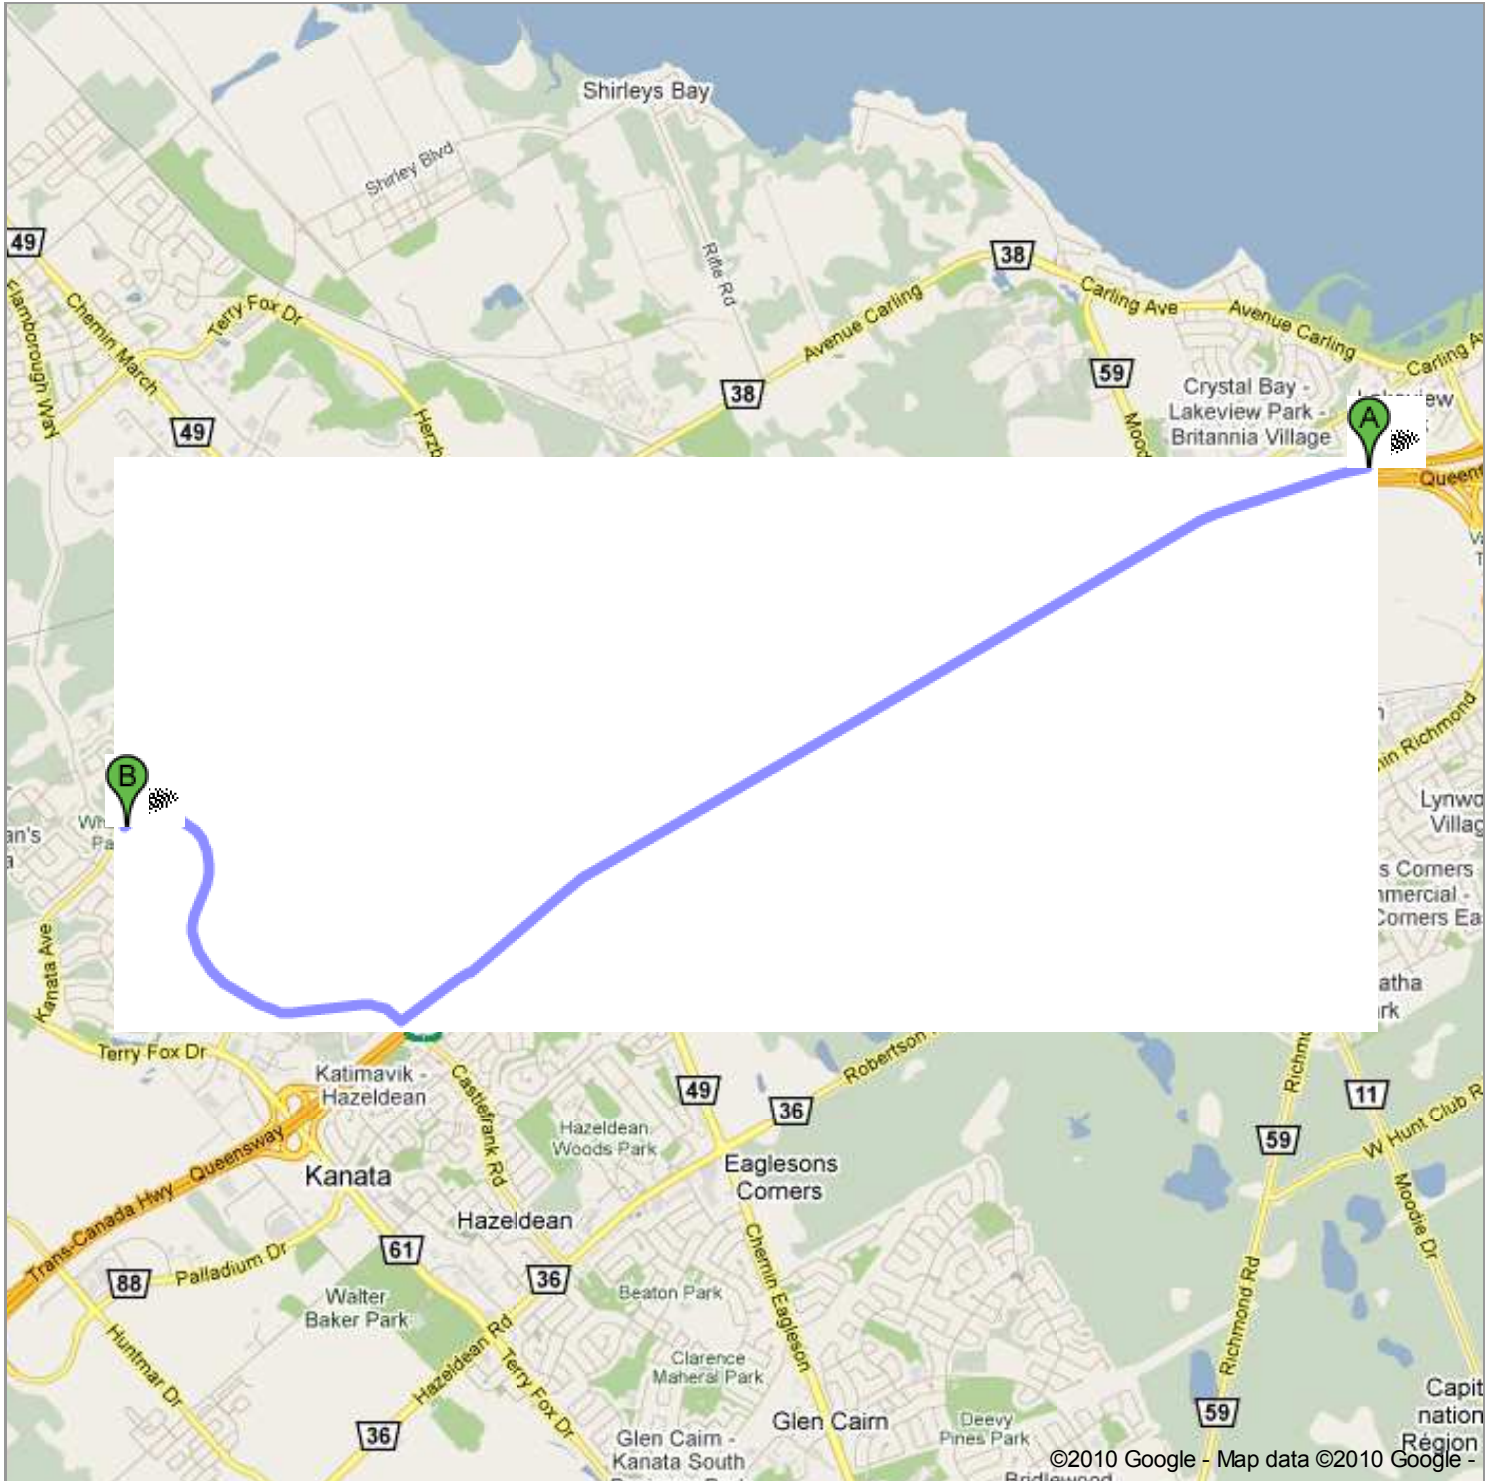 Shirleys Bay
Shirley Blvd
49
38
Rifle Rd
Flamborough Way
Chemin March
Terry Fox Dr
Avenue Carling
Carling Ave
Avenue Carling
59
Crystal Bay -
Lakeview Park -
Britannia Village
38
49
A
B
Kanata Ave
Terry Fox Dr
Katimavik -
Hazeldean
Castlefrank Rd
49
36
Robertson
11
59
W Hunt Club R
Hazeldean
Woods Park
Queensway
Kanata
Eaglesons
Corners
Trans-Canada Hwy
Hazeldean
Moodie Dr
Palladium Dr
61
88
36
Chemin Eagleson
Richmond Rd
Walter
Baker Park
Beaton Park
Huntmar Dr
Hazeldean Rd
Terry Fox Dr
Clarence
Maheral Park
36
Glen Cairn
Deevy
Pines Park
59
Glen Cairn -
Kanata South
©2010 Google - Map data ©2010 Google -